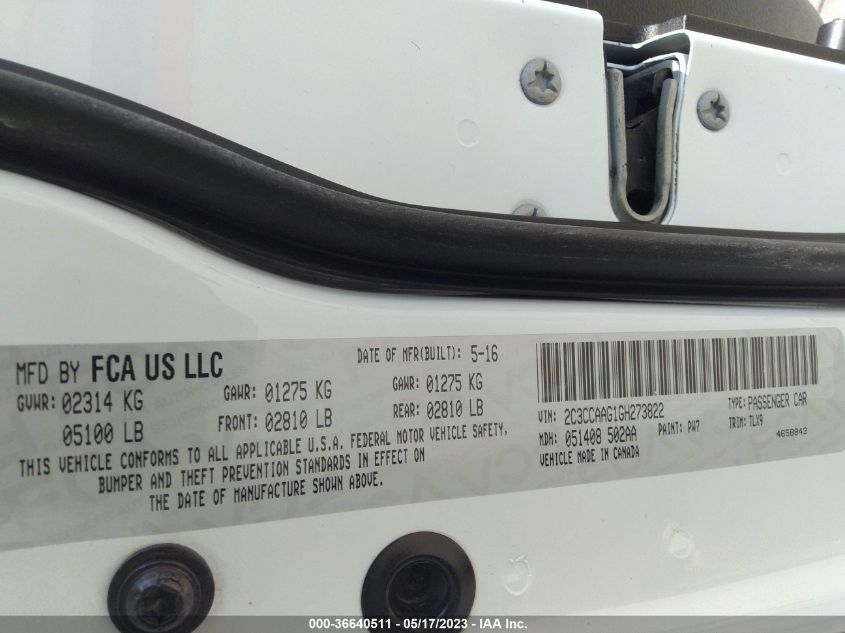 MFD BY FCA US LLC
DATE OF MFR(BUILT): 5-16
GVWR: 02314 KG
GAWR: 01275 KG
GAWR: 01275 KG
05100 LB
FRONT: 02810 LB
REAR: 02810 LB
THIS VEHICLE CONFORMS TO ALL APPLICABLE U.S.A. FEDERAL MOTOR VEHICLE SAFETY,
BUMPER AND THEFT PREVENTION STANDARDS IN EFFECT ON
THE DATE OF MANUFACTURE SHOWN ABOVE.
VIN: 2C3CCAAG1GH273822
TYPE: PASSENGER CAR
MDH: 051408 502AA
PAINT: PW7
TRIM: TLX9
VEHICLE MADE IN CANADA
4650843
000-36640511 — 05/17/2023 — IAA Inc.